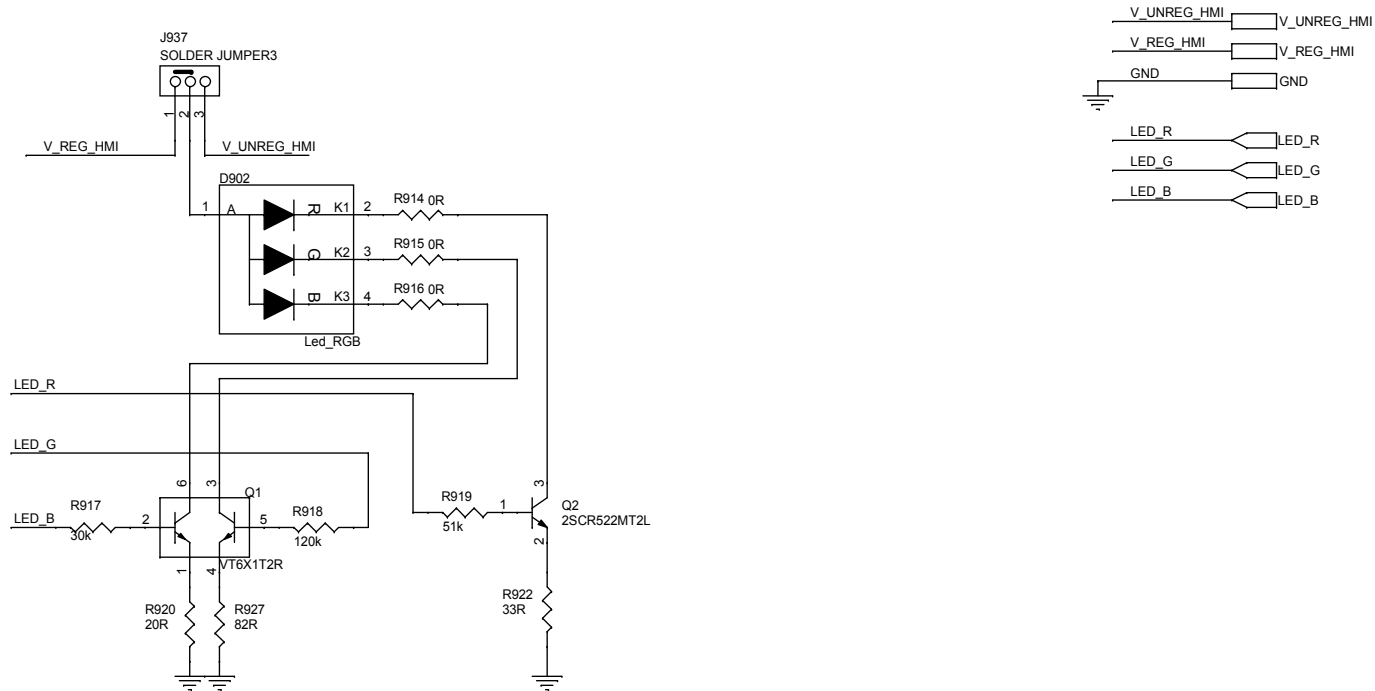 J937
SOLDER JUMPER3
1
2
3
V_REG_HMI
V_UNREG_HMI
D902
1
A
R
K1
2
R914 0R
G
K2
3
R915 0R
B
K3
4
R916 0R
Led_RGB
LED_R
LED_G
LED_B
R917
30k
2
6
3
Q1
5
R918
120k
VT6X1T2R
1
4
R920
20R
R927
82R
R919
51k
1
3
Q2
2SCR522MT2L
2
R922
33R
V_UNREG_HMI
V_UNREG_HMI
V_REG_HMI
V_REG_HMI
GND
GND
LED_R
LED_R
LED_G
LED_G
LED_B
LED_B